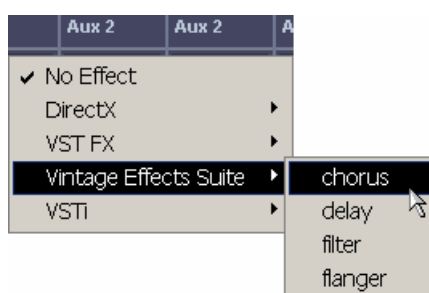 Aux 2 Aux 2 A
✓ No Effect
DirectX
VST FX
Vintage Effects Suite
VSTi
chorus
delay
filter
flanger